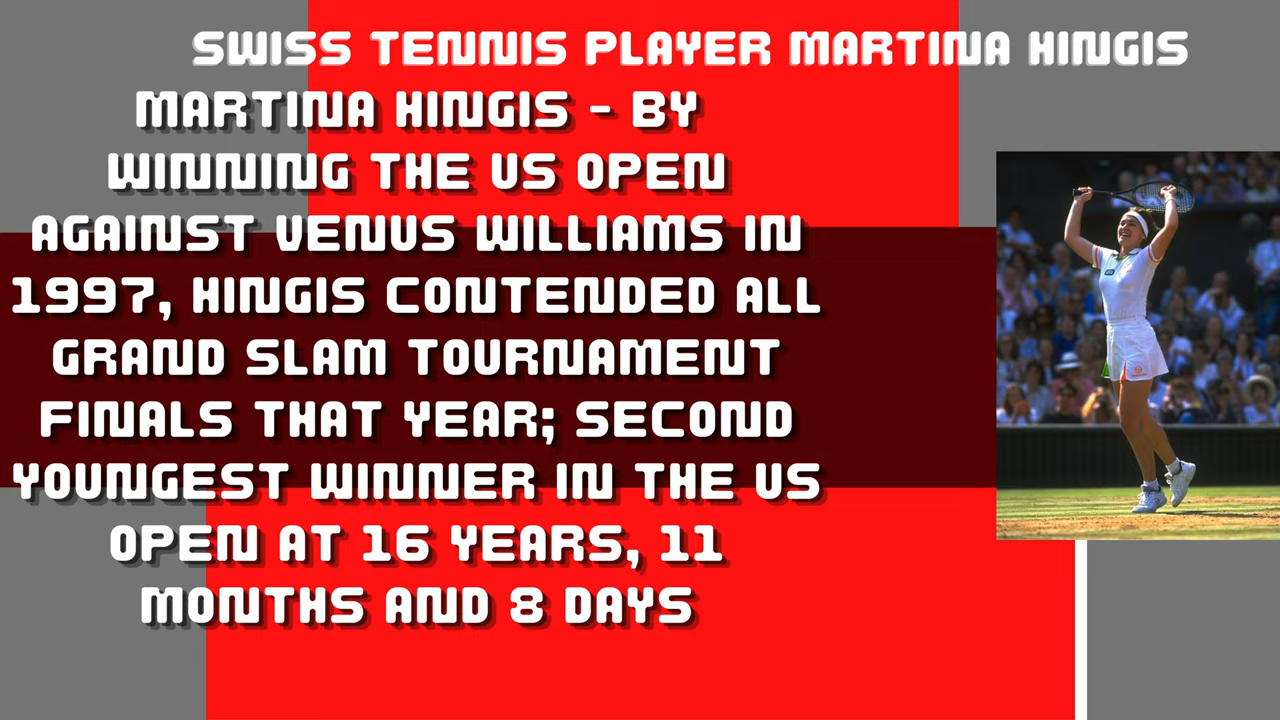 SWISS TENNIS PLAYER MARTINA HINGIS
MARTINA HINGIS - BY
WINNING THE US OPEN
AGAINST VENUS WILLIAMS IN
1997, HINGIS CONTENDED ALL
GRAND SLAM TOURNAMENT
FINALS THAT YEAR; SECOND
YOUNGEST WINNER IN THE US
OPEN AT 16 YEARS, 11
MONTHS AND 8 DAYS